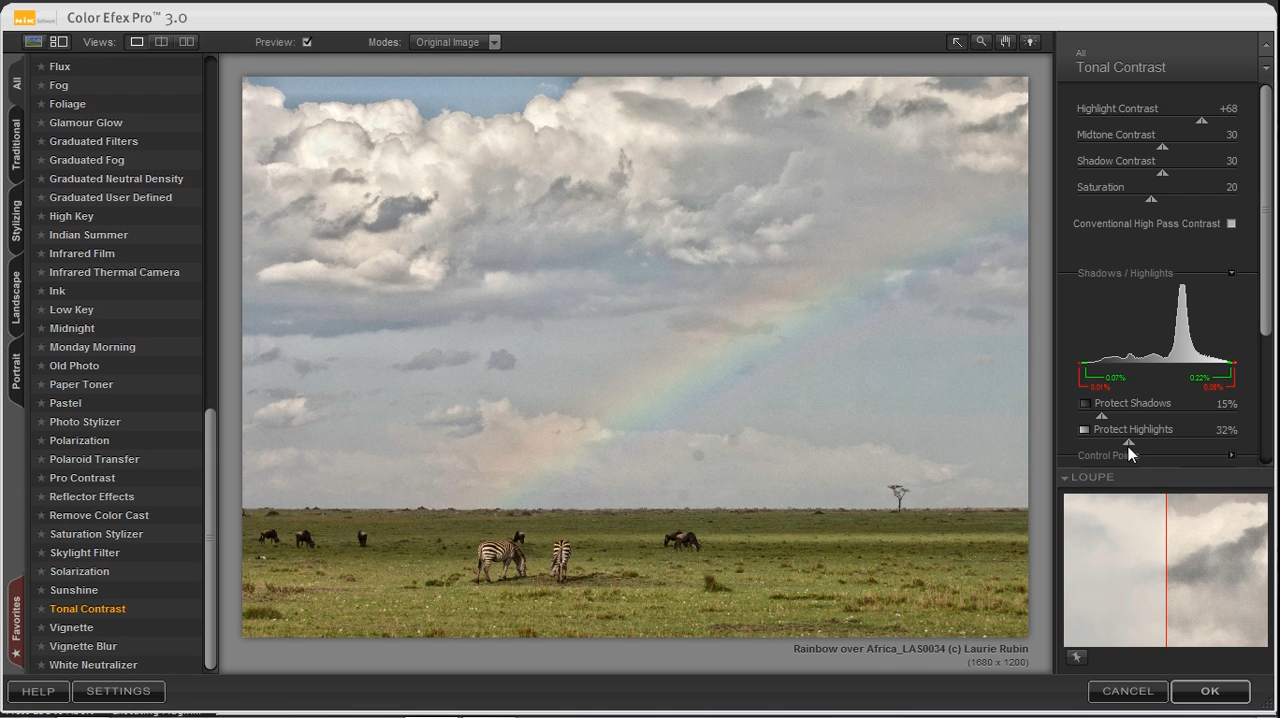 nik Software Color Efex Pro™ 3.0
Views: Preview: Modes: Original Image
All
Traditional
Stylizing
Landscape
Portrait
Favorites
Flux
Fog
Foliage
Glamour Glow
Graduated Filters
Graduated Fog
Graduated Neutral Density
Graduated User Defined
High Key
Indian Summer
Infrared Film
Infrared Thermal Camera
Ink
Low Key
Midnight
Monday Morning
Old Photo
Paper Toner
Pastel
Photo Stylizer
Polarization
Polaroid Transfer
Pro Contrast
Reflector Effects
Remove Color Cast
Saturation Stylizer
Skylight Filter
Solarization
Sunshine
Tonal Contrast
Vignette
Vignette Blur
White Neutralizer
Rainbow over Africa_LAS0034 (c) Laurie Rubin
(1680 x 1200)
All
Tonal Contrast
Highlight Contrast +68
Midtone Contrast 30
Shadow Contrast 30
Saturation 20
Conventional High Pass Contrast
Shadows / Highlights
0.07% 0.22%
0.01% 0.08%
Protect Shadows 15%
Protect Highlights 32%
Control
LOUPE
HELP SETTINGS CANCEL OK